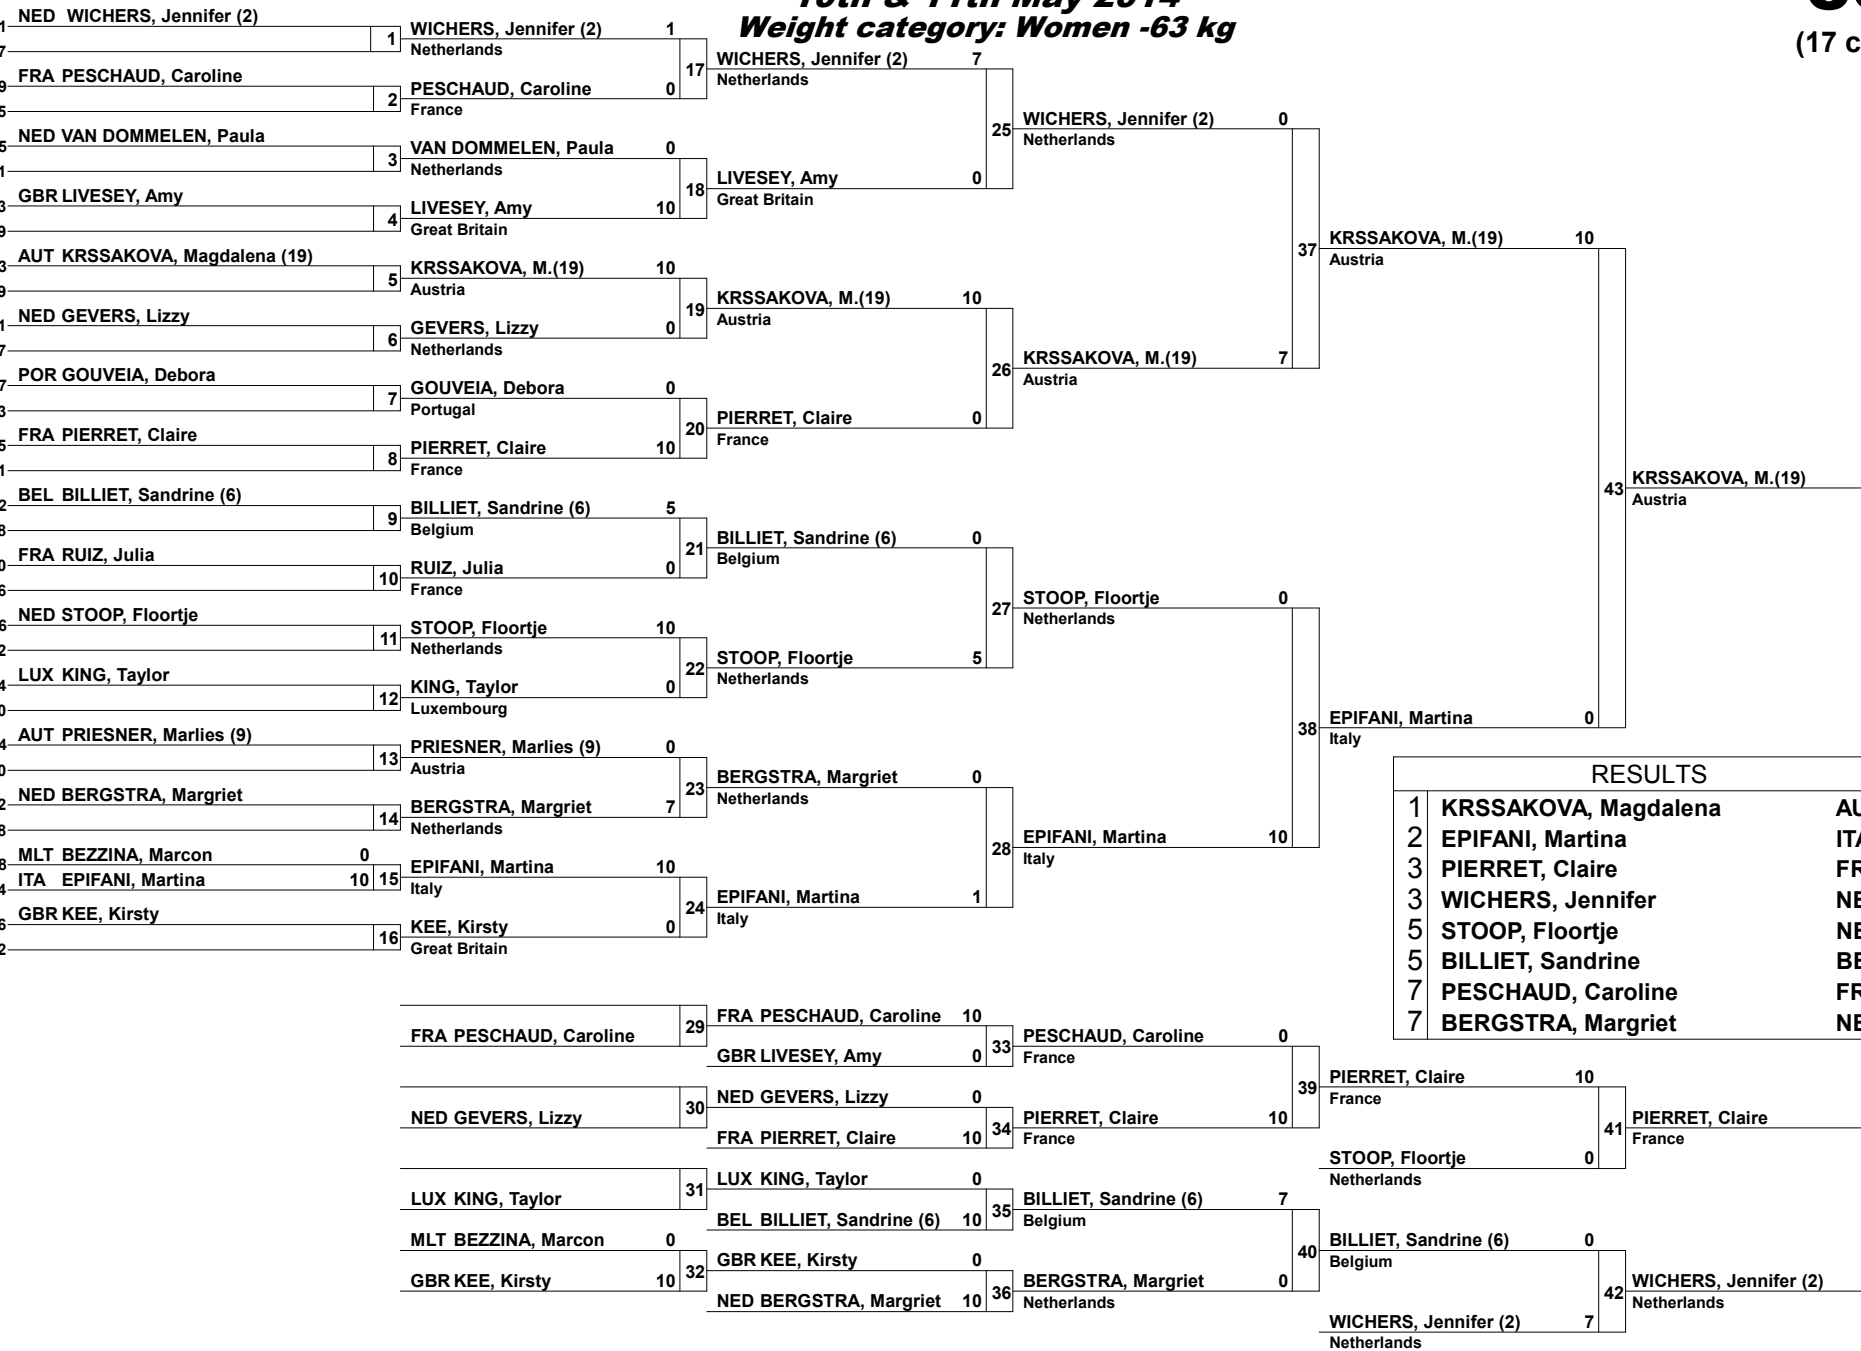 10th & 11th May 2014
Weight category: Women -63 kg
(17 c
NED WICHERS, Jennifer (2)
1
FRA PESCHAUD, Caroline
2
NED VAN DOMMELEN, Paula
3
GBR LIVESEY, Amy
4
AUT KRSSAKOVA, Magdalena (19)
5
NED GEVERS, Lizzy
6
POR GOUVEIA, Debora
7
FRA PIERRET, Claire
8
BEL BILLIET, Sandrine (6)
9
FRA RUIZ, Julia
10
NED STOOP, Floortje
11
LUX KING, Taylor
12
AUT PRIESNER, Marlies (9)
13
NED BERGSTRA, Margriet
14
MLT BEZZINA, Marcon 0
ITA EPIFANI, Martina 10 15
GBR KEE, Kirsty
16
WICHERS, Jennifer (2) 1
Netherlands
17
PESCHAUD, Caroline 0
France
VAN DOMMELEN, Paula 0
Netherlands
18
LIVESEY, Amy 10
Great Britain
KRSSAKOVA, M.(19) 10
Austria
19
GEVERS, Lizzy 0
Netherlands
GOUVEIA, Debora 0
Portugal
20
PIERRET, Claire 10
France
BILLIET, Sandrine (6) 5
Belgium
21
RUIZ, Julia 0
France
STOOP, Floortje 10
Netherlands
22
KING, Taylor 0
Luxembourg
PRIESNER, Marlies (9) 0
Austria
23
BERGSTRA, Margriet 7
Netherlands
EPIFANI, Martina 10
Italy
24
KEE, Kirsty 0
Great Britain
WICHERS, Jennifer (2) 7
Netherlands
25
LIVESEY, Amy 0
Great Britain
KRSSAKOVA, M.(19) 10
Austria
26
PIERRET, Claire 0
France
BILLIET, Sandrine (6) 0
Belgium
27
STOOP, Floortje 5
Netherlands
BERGSTRA, Margriet 0
Netherlands
28
EPIFANI, Martina 1
Italy
WICHERS, Jennifer (2) 0
Netherlands
37
KRSSAKOVA, M.(19) 7
Austria
STOOP, Floortje 0
Netherlands
38
EPIFANI, Martina 10
Italy
KRSSAKOVA, M.(19) 10
Austria
43
EPIFANI, Martina 0
Italy
KRSSAKOVA, M.(19)
Austria
RESULTS
1 KRSSAKOVA, Magdalena AU
2 EPIFANI, Martina ITA
3 PIERRET, Claire FR
3 WICHERS, Jennifer NE
5 STOOP, Floortje NE
5 BILLIET, Sandrine BE
7 PESCHAUD, Caroline FR
7 BERGSTRA, Margriet NE
FRA PESCHAUD, Caroline
29
NED GEVERS, Lizzy
30
LUX KING, Taylor
31
MLT BEZZINA, Marcon 0
32
GBR KEE, Kirsty 10
FRA PESCHAUD, Caroline 10
33
GBR LIVESEY, Amy 0
NED GEVERS, Lizzy 0
34
FRA PIERRET, Claire 10
LUX KING, Taylor 0
35
BEL BILLIET, Sandrine (6) 10
GBR KEE, Kirsty 0
36
NED BERGSTRA, Margriet 10
PESCHAUD, Caroline 0
France
39
PIERRET, Claire 10
France
BILLIET, Sandrine (6) 7
Belgium
40
BERGSTRA, Margriet 0
Netherlands
PIERRET, Claire 10
France
41
STOOP, Floortje 0
Netherlands
BILLIET, Sandrine (6) 0
Belgium
42
WICHERS, Jennifer (2) 7
Netherlands
PIERRET, Claire
France
WICHERS, Jennifer (2)
Netherlands